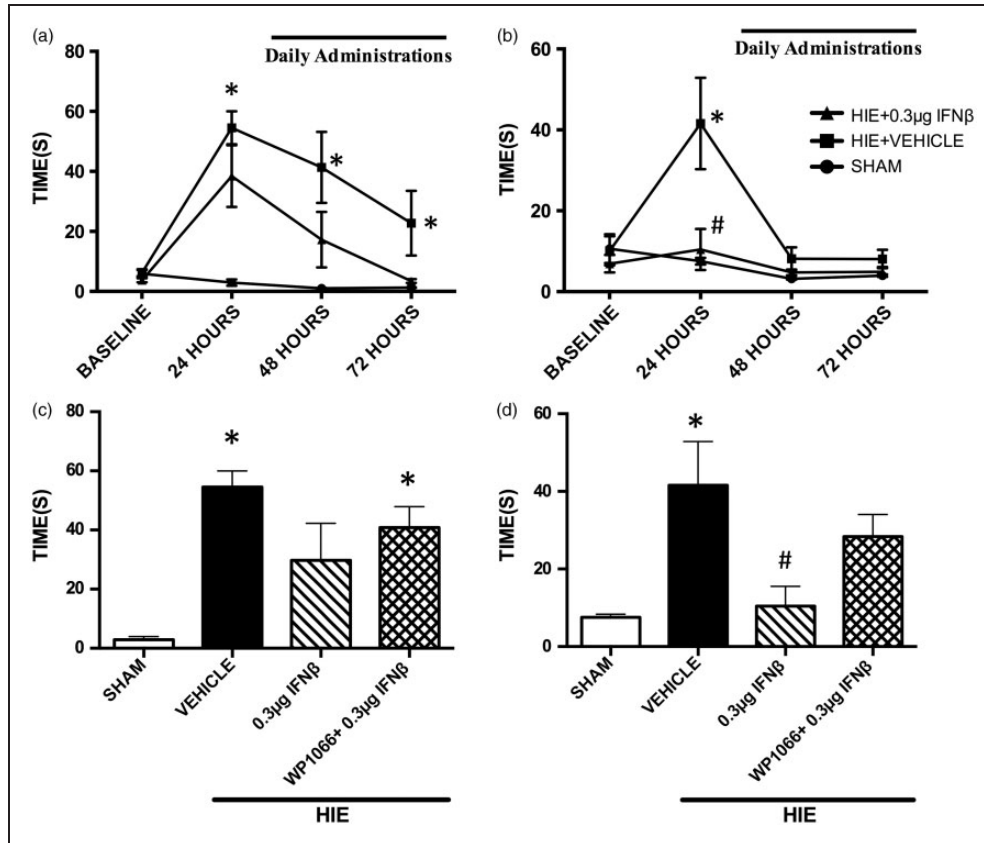 (a)
80
60
40
20
0
TIME(S)
Daily Administrations
*
*
*
BASELINE
24 HOURS
48 HOURS
72 HOURS
(b)
60
40
20
0
TIME(S)
Daily Administrations
*
#
HIE+0.3µg IFNβ
HIE+VEHICLE
SHAM
BASELINE
24 HOURS
48 HOURS
72 HOURS
(c)
80
60
40
20
0
TIME(S)
*
*
SHAM
VEHICLE
0.3µg IFNβ
WP1066+ 0.3µg IFNβ
HIE
(d)
60
40
20
0
TIME(S)
*
#
SHAM
VEHICLE
0.3µg IFNβ
WP1066+ 0.3µg IFNβ
HIE